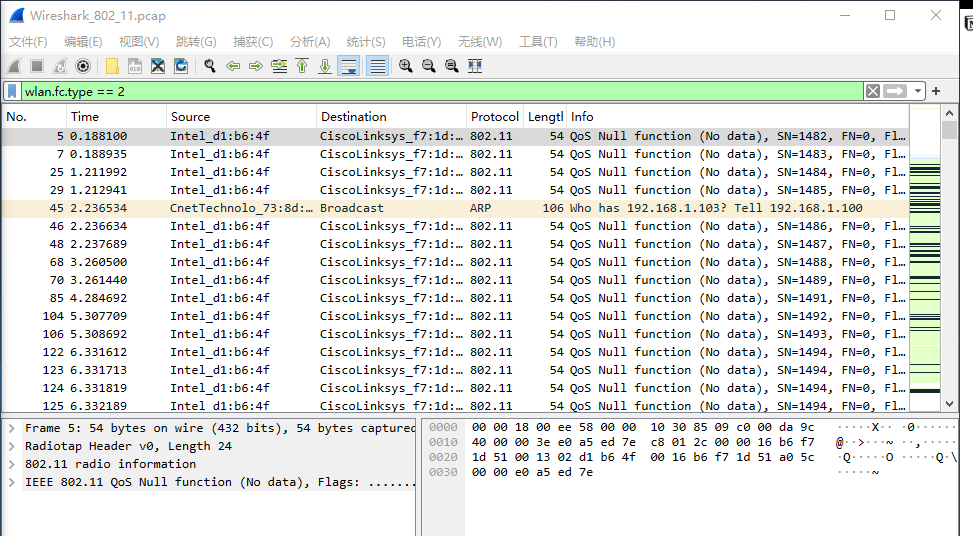 Wireshark_802_11.pcap
文件(F) 编辑(E) 视图(V) 跳转(G) 捕获(C) 分析(A) 统计(S) 电话(Y) 无线(W) 工具(T) 帮助(H)
wlan.fc.type == 2
No. Time Source Destination Protocol Lengtl Info
5 0.188100 Intel_d1:b6:4f CiscoLinksys_f7:1d:… 802.11 54 QoS Null function (No data), SN=1482, FN=0, Fl…
7 0.188935 Intel_d1:b6:4f CiscoLinksys_f7:1d:… 802.11 54 QoS Null function (No data), SN=1483, FN=0, Fl…
25 1.211992 Intel_d1:b6:4f CiscoLinksys_f7:1d:… 802.11 54 QoS Null function (No data), SN=1484, FN=0, Fl…
29 1.212941 Intel_d1:b6:4f CiscoLinksys_f7:1d:… 802.11 54 QoS Null function (No data), SN=1485, FN=0, Fl…
45 2.236534 CnetTechnolo_73:8d:… Broadcast ARP 106 Who has 192.168.1.103? Tell 192.168.1.100
46 2.236634 Intel_d1:b6:4f CiscoLinksys_f7:1d:… 802.11 54 QoS Null function (No data), SN=1486, FN=0, Fl…
48 2.237689 Intel_d1:b6:4f CiscoLinksys_f7:1d:… 802.11 54 QoS Null function (No data), SN=1487, FN=0, Fl…
68 3.260500 Intel_d1:b6:4f CiscoLinksys_f7:1d:… 802.11 54 QoS Null function (No data), SN=1488, FN=0, Fl…
70 3.261440 Intel_d1:b6:4f CiscoLinksys_f7:1d:… 802.11 54 QoS Null function (No data), SN=1489, FN=0, Fl…
85 4.284692 Intel_d1:b6:4f CiscoLinksys_f7:1d:… 802.11 54 QoS Null function (No data), SN=1491, FN=0, Fl…
104 5.307709 Intel_d1:b6:4f CiscoLinksys_f7:1d:… 802.11 54 QoS Null function (No data), SN=1492, FN=0, Fl…
106 5.308692 Intel_d1:b6:4f CiscoLinksys_f7:1d:… 802.11 54 QoS Null function (No data), SN=1493, FN=0, Fl…
122 6.331612 Intel_d1:b6:4f CiscoLinksys_f7:1d:… 802.11 54 QoS Null function (No data), SN=1494, FN=0, Fl…
123 6.331713 Intel_d1:b6:4f CiscoLinksys_f7:1d:… 802.11 54 QoS Null function (No data), SN=1494, FN=0, Fl…
124 6.331819 Intel_d1:b6:4f CiscoLinksys_f7:1d:… 802.11 54 QoS Null function (No data), SN=1494, FN=0, Fl…
125 6.332189 Intel_d1:b6:4f CiscoLinksys_f7:1d:… 802.11 54 QoS Null function (No data), SN=1494, FN=0, Fl…
Frame 5: 54 bytes on wire (432 bits), 54 bytes captured
Radiotap Header v0, Length 24
802.11 radio information
IEEE 802.11 QoS Null function (No data), Flags: .......
0000 00 00 18 00 ee 58 00 00 10 30 85 09 c0 00 da 9c ·····X·· ·0······
0010 40 00 00 3e e0 a5 ed 7e c8 01 2c 00 00 16 b6 f7 @··>···~ ··,·····
0020 1d 51 00 13 02 d1 b6 4f 00 16 b6 f7 1d 51 a0 5c ·Q·····O ·····Q·\
0030 00 00 e0 a5 ed 7e ·····~